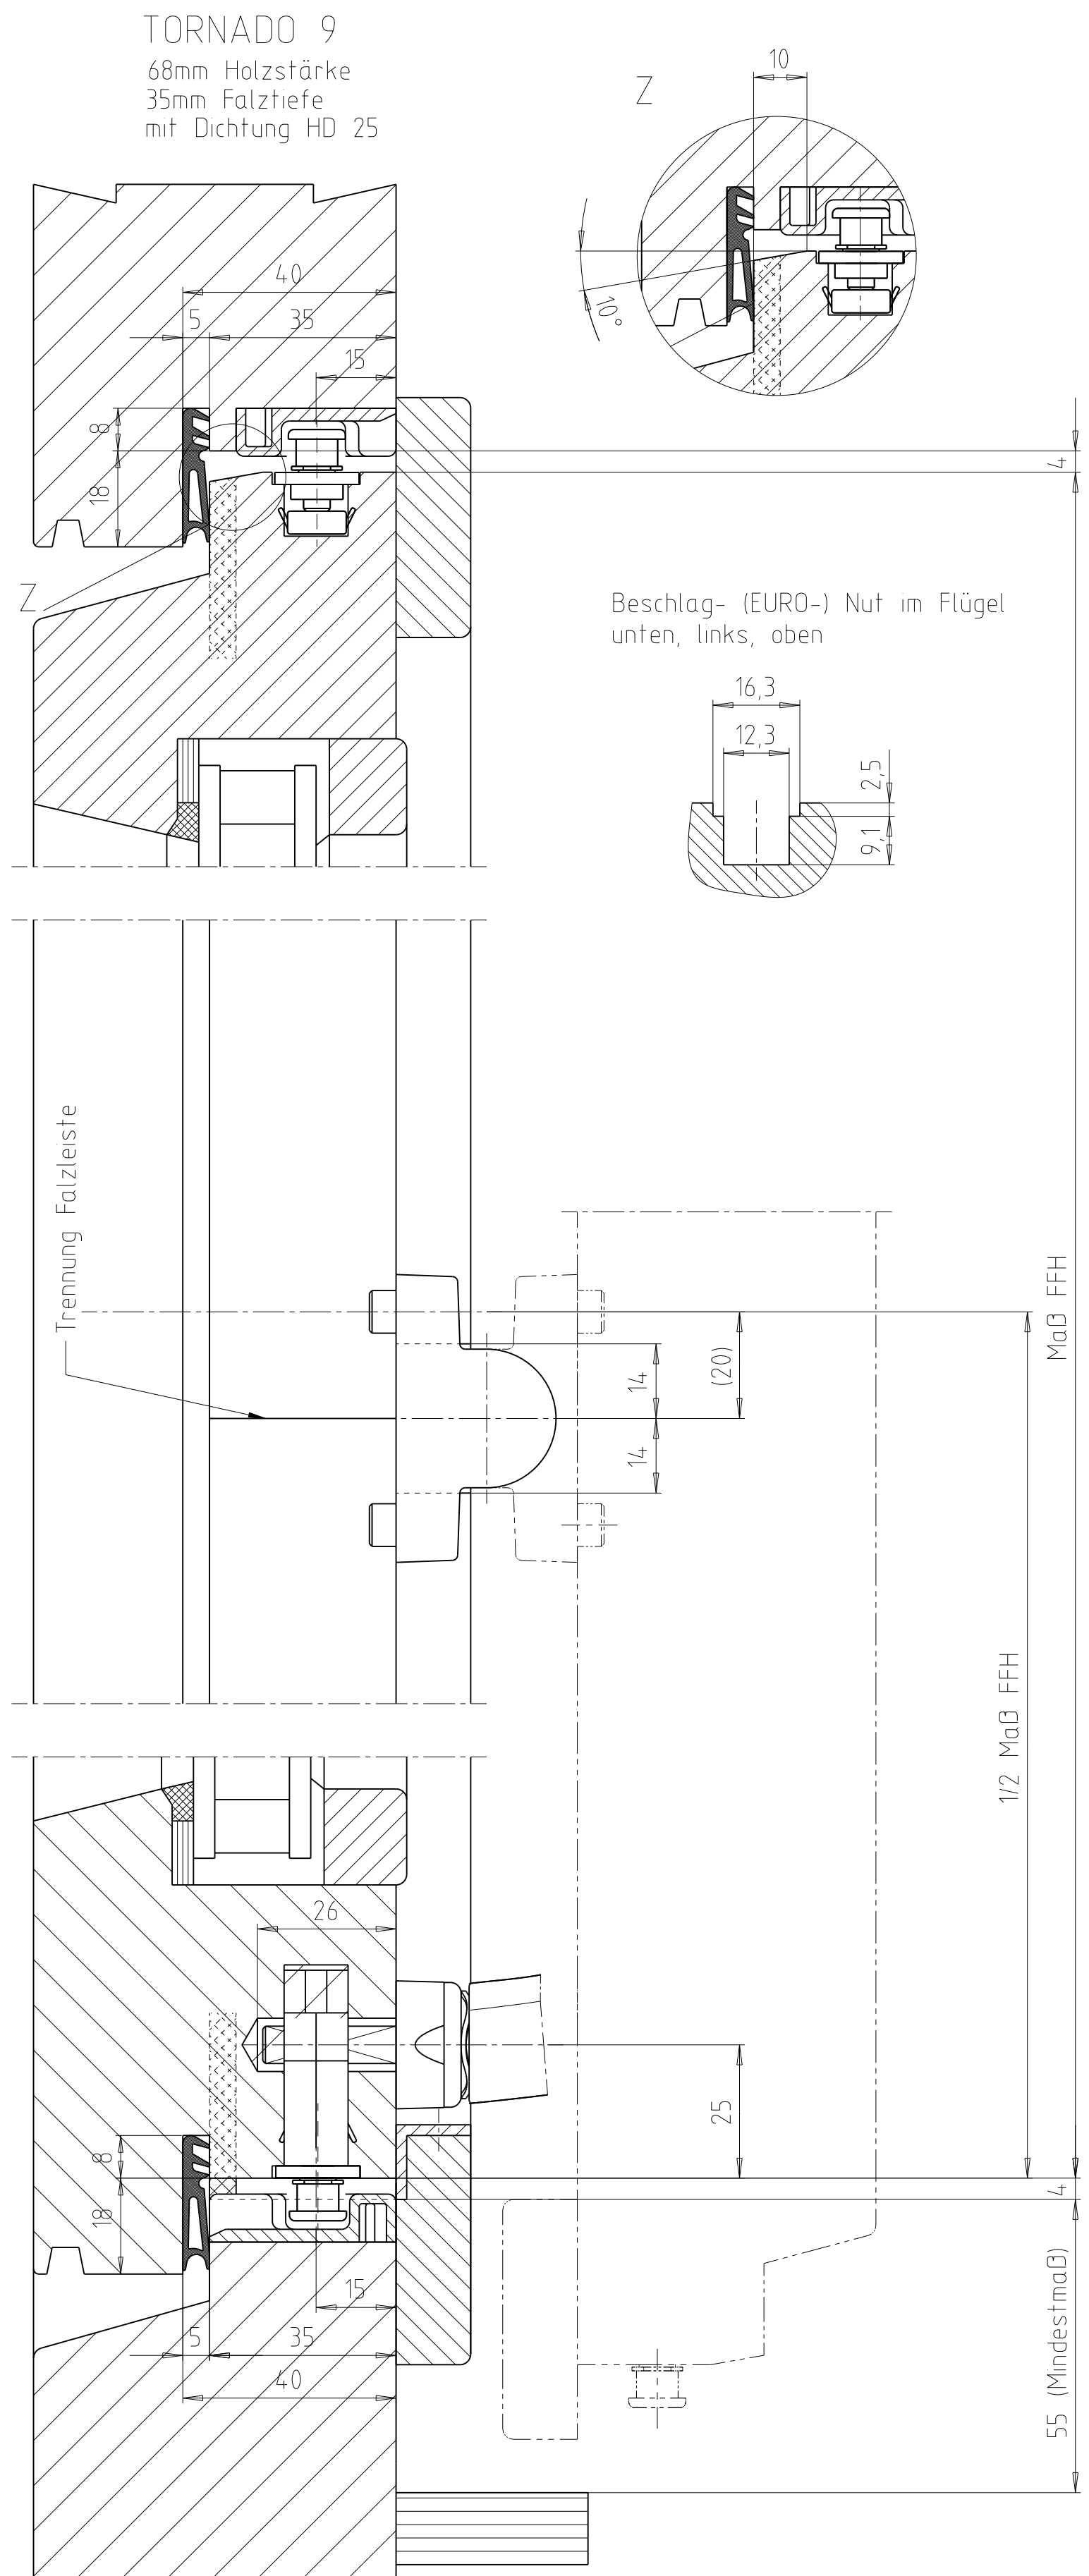 TORNADO 9
68mm Holzstärke
35mm Falztiefe
mit Dichtung HD 25
Z
10
10°
40
5
35
15
8
18
4
Z
Beschlag- (EURO-) Nut im Flügel
unten, links, oben
16,3
12,3
2,5
9,1
Trennung Falzleiste
Maß FFH
(20)
14
14
1/2 Maß FFH
26
25
8
18
4
15
5
35
40
55 (Mindestmaß)